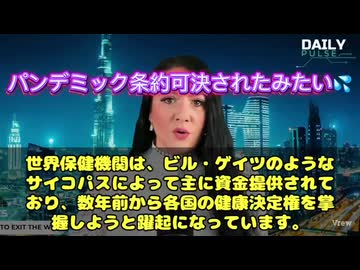 DAILY
PULSE
パンデミック条約可決されたみたい💦
世界保健機関は、ビル・ゲイツのような
サイコパスによって主に資金提供されて
おり、数年前から各国の健康決定権を掌
握しようと躍起になっています。
TO EXIT THE W
Vrew